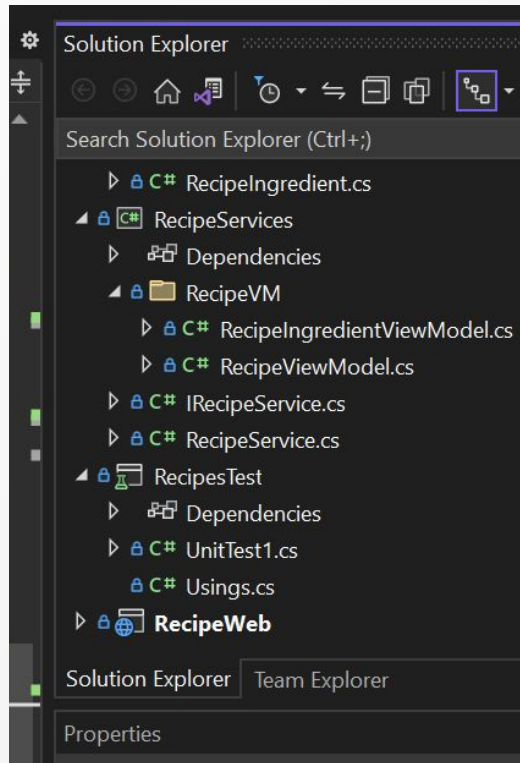 Solution Explorer
Search Solution Explorer (Ctrl+;)
C# RecipeIngredient.cs
C# RecipeServices
Dependencies
RecipeVM
C# RecipeIngredientViewModel.cs
C# RecipeViewModel.cs
C# IRecipeService.cs
C# RecipeService.cs
RecipesTest
Dependencies
C# UnitTest1.cs
C# Usings.cs
RecipeWeb
Solution Explorer Team Explorer
Properties